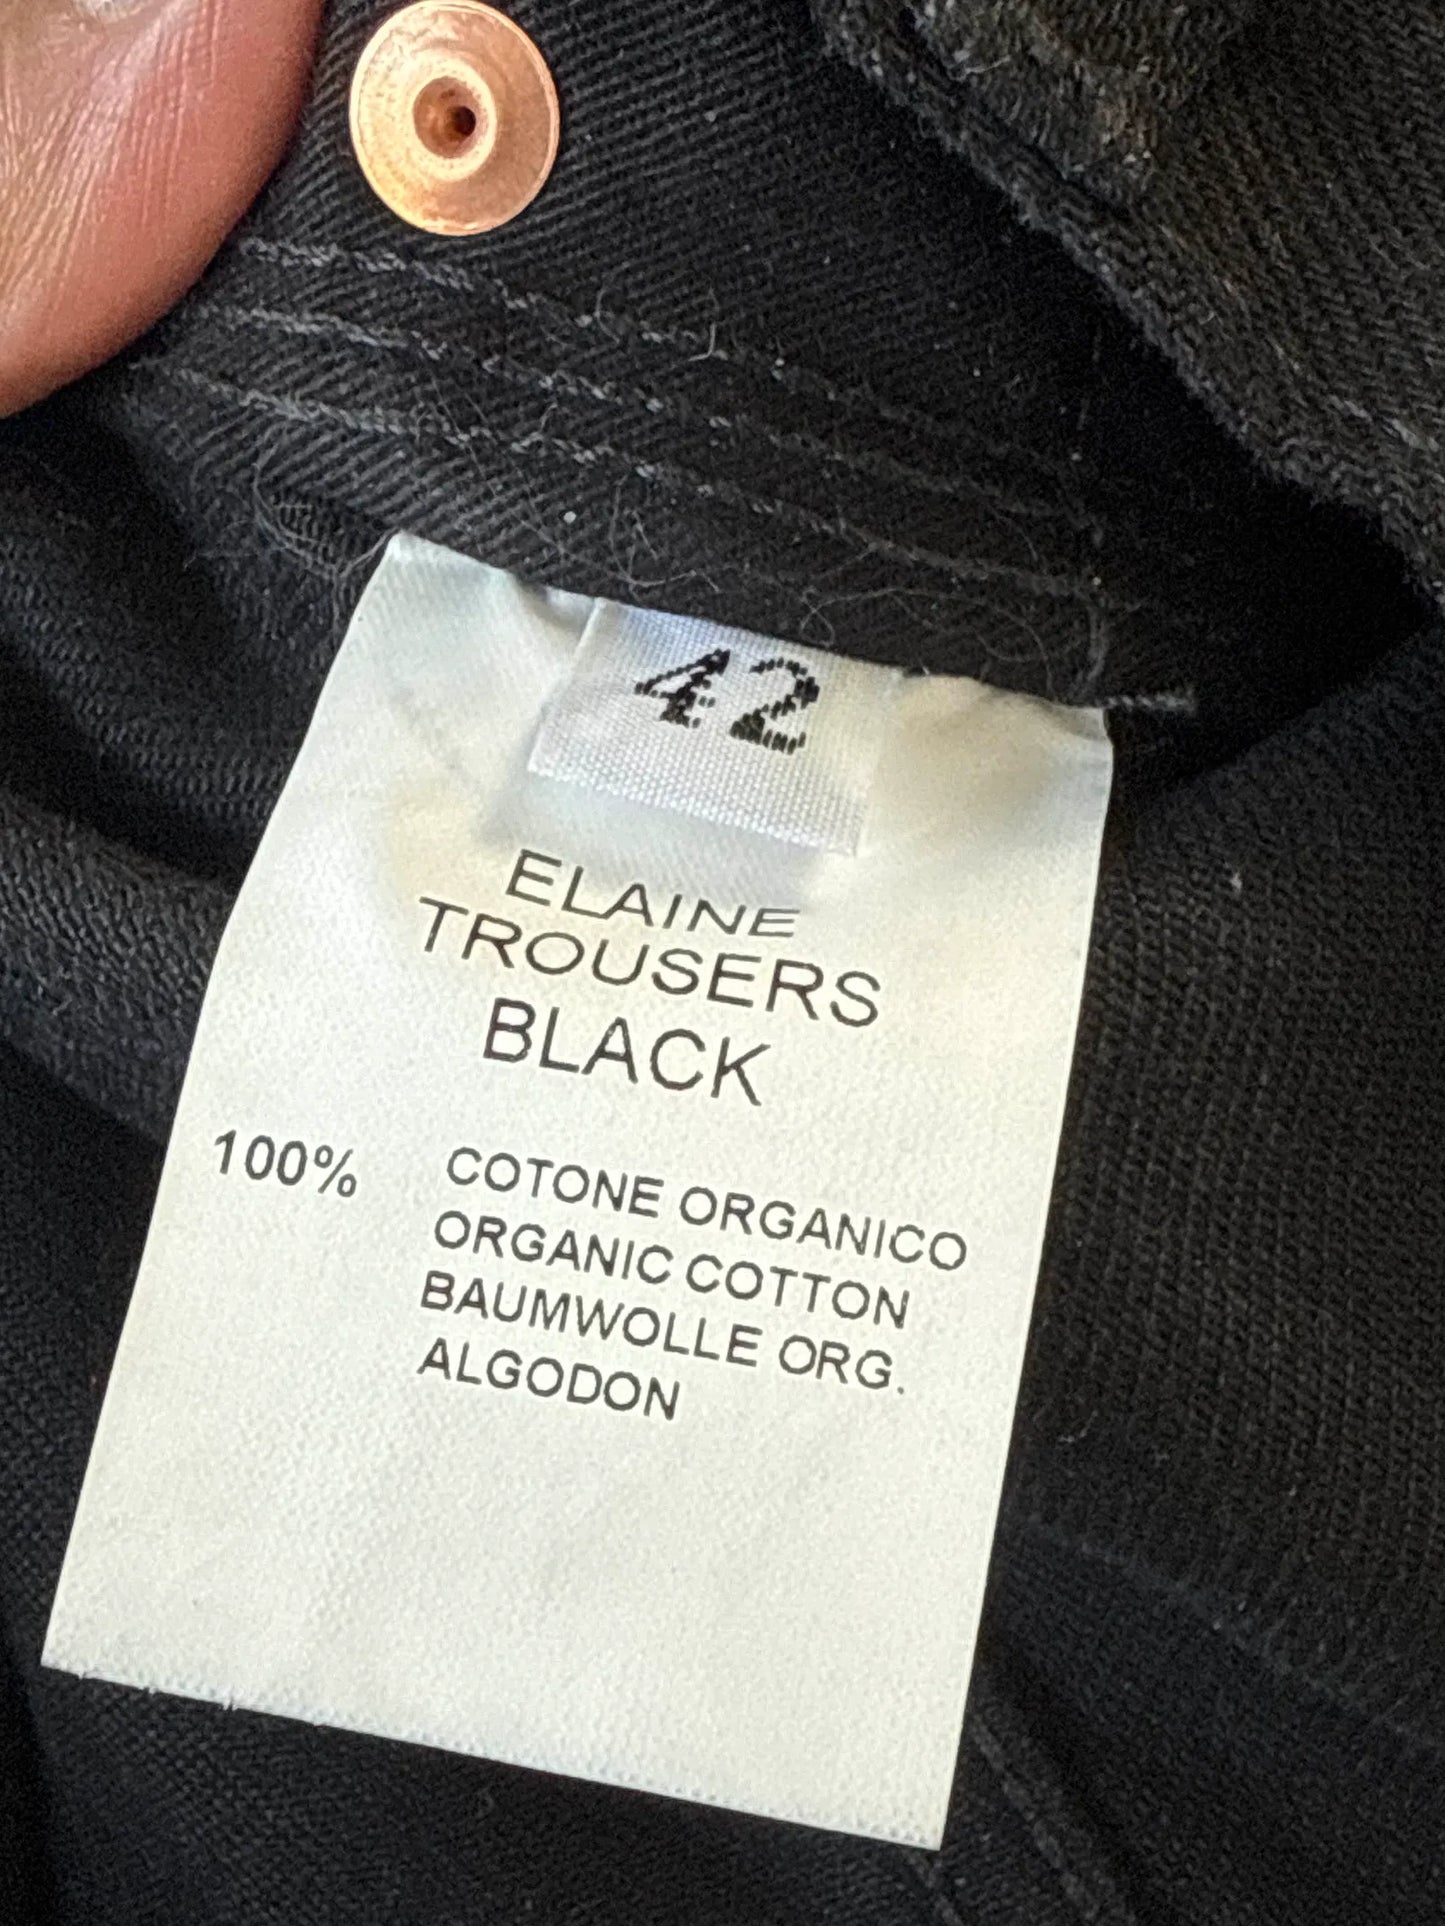 42
ELAINE
TROUSERS
BLACK
100% COTONE ORGANICO
ORGANIC COTTON
BAUMWOLLE ORG.
ALGODON